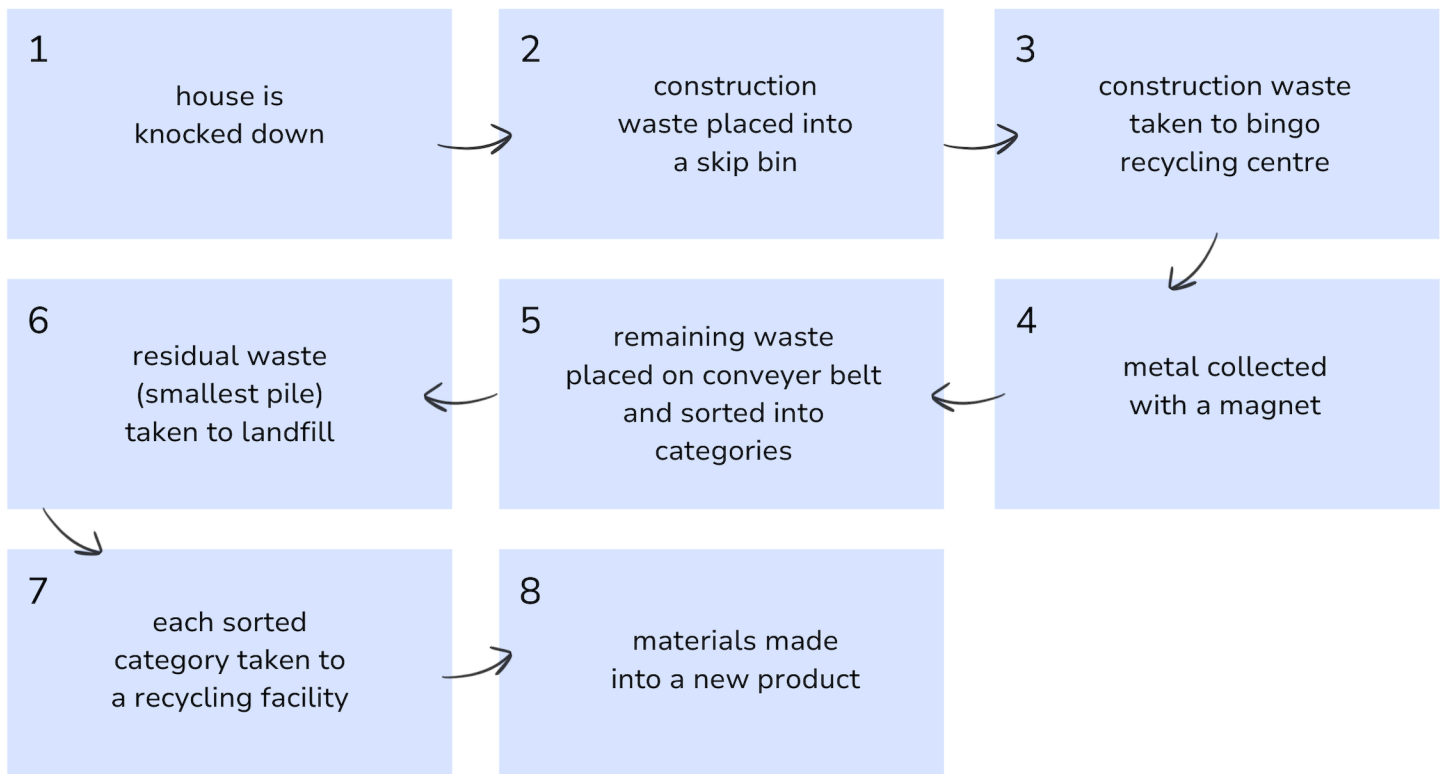 1
house is
knocked down
2
construction
waste placed into
a skip bin
3
construction waste
taken to bingo
recycling centre
4
metal collected
with a magnet
5
remaining waste
placed on conveyer belt
and sorted into
categories
6
residual waste
(smallest pile)
taken to landfill
7
each sorted
category taken to
a recycling facility
8
materials made
into a new product